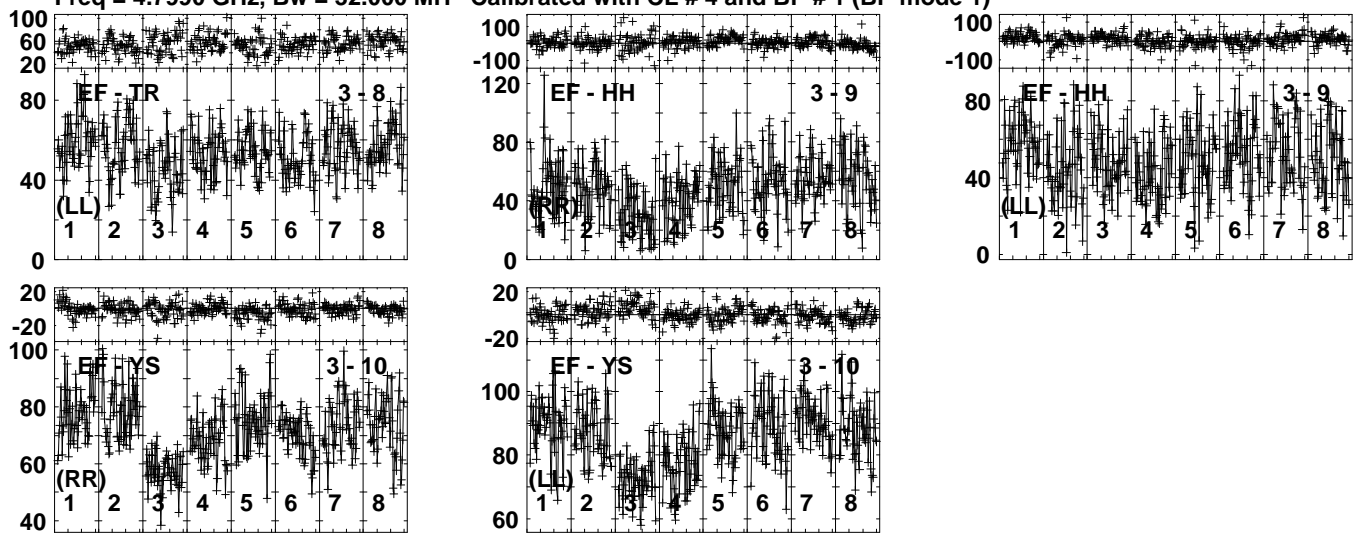 Freq = 4.7990 GHz, Bw = 32.000 MH Calibrated with CL # 4 and BP # 1 (BP mode 1)
100
60
20
EF - TR 3 - 8
80
40
0
(LL)
1 2 3 4 5 6 7 8
100
-100
EF - HH 3 - 9
120
80
40
0
(RR)
1 2 3 4 5 6 7 8
100
-100
EF - HH 3 - 9
80
40
0
(LL)
1 2 3 4 5 6 7 8
20
-20
EF - YS 3 - 10
100
80
60
40
(RR)
1 2 3 4 5 6 7 8
20
-20
EF - YS 3 - 10
100
80
60
(LL)
1 2 3 4 5 6 7 8